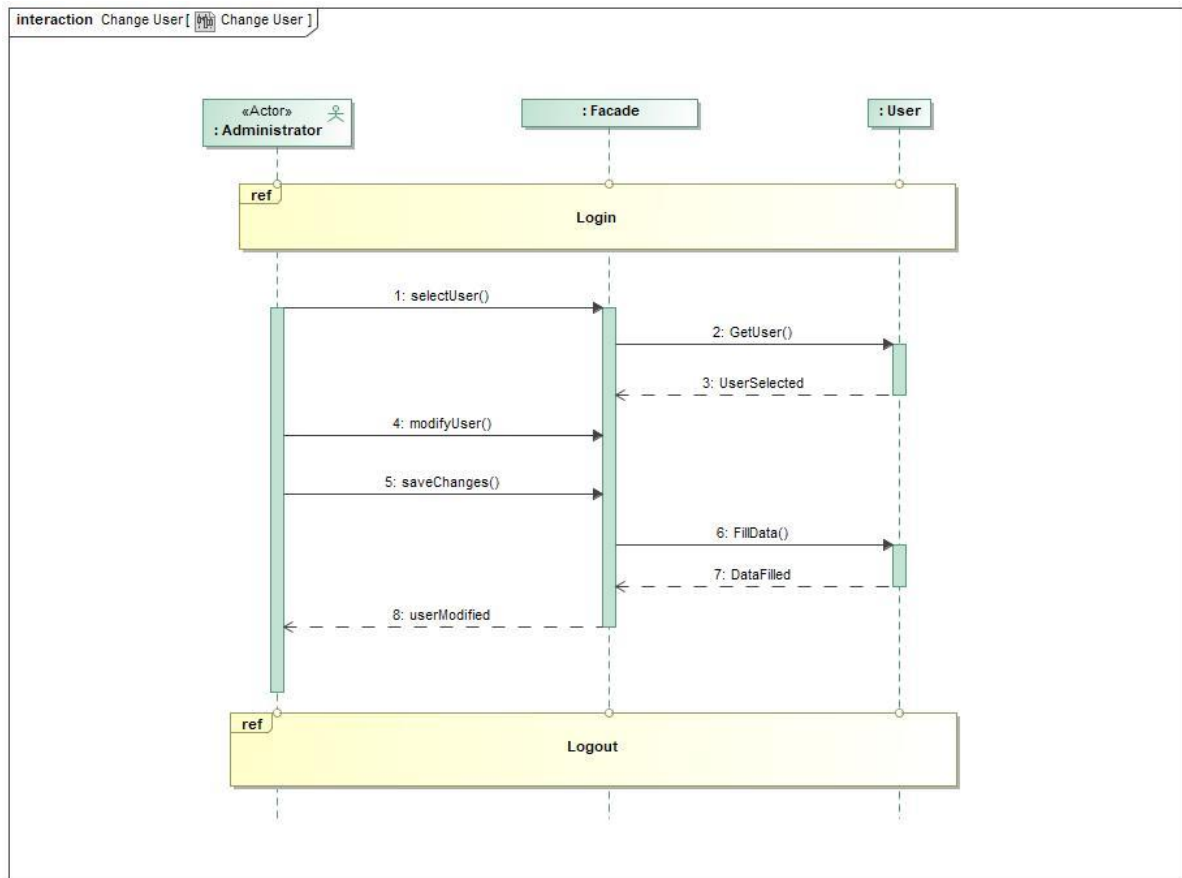 interaction Change User[ Change User ]
«Actor»
: Administrator
: Facade
: User
ref
Login
1: selectUser()
2: GetUser()
3: UserSelected
4: modifyUser()
5: saveChanges()
6: FillData()
7: DataFilled
8: userModified
ref
Logout